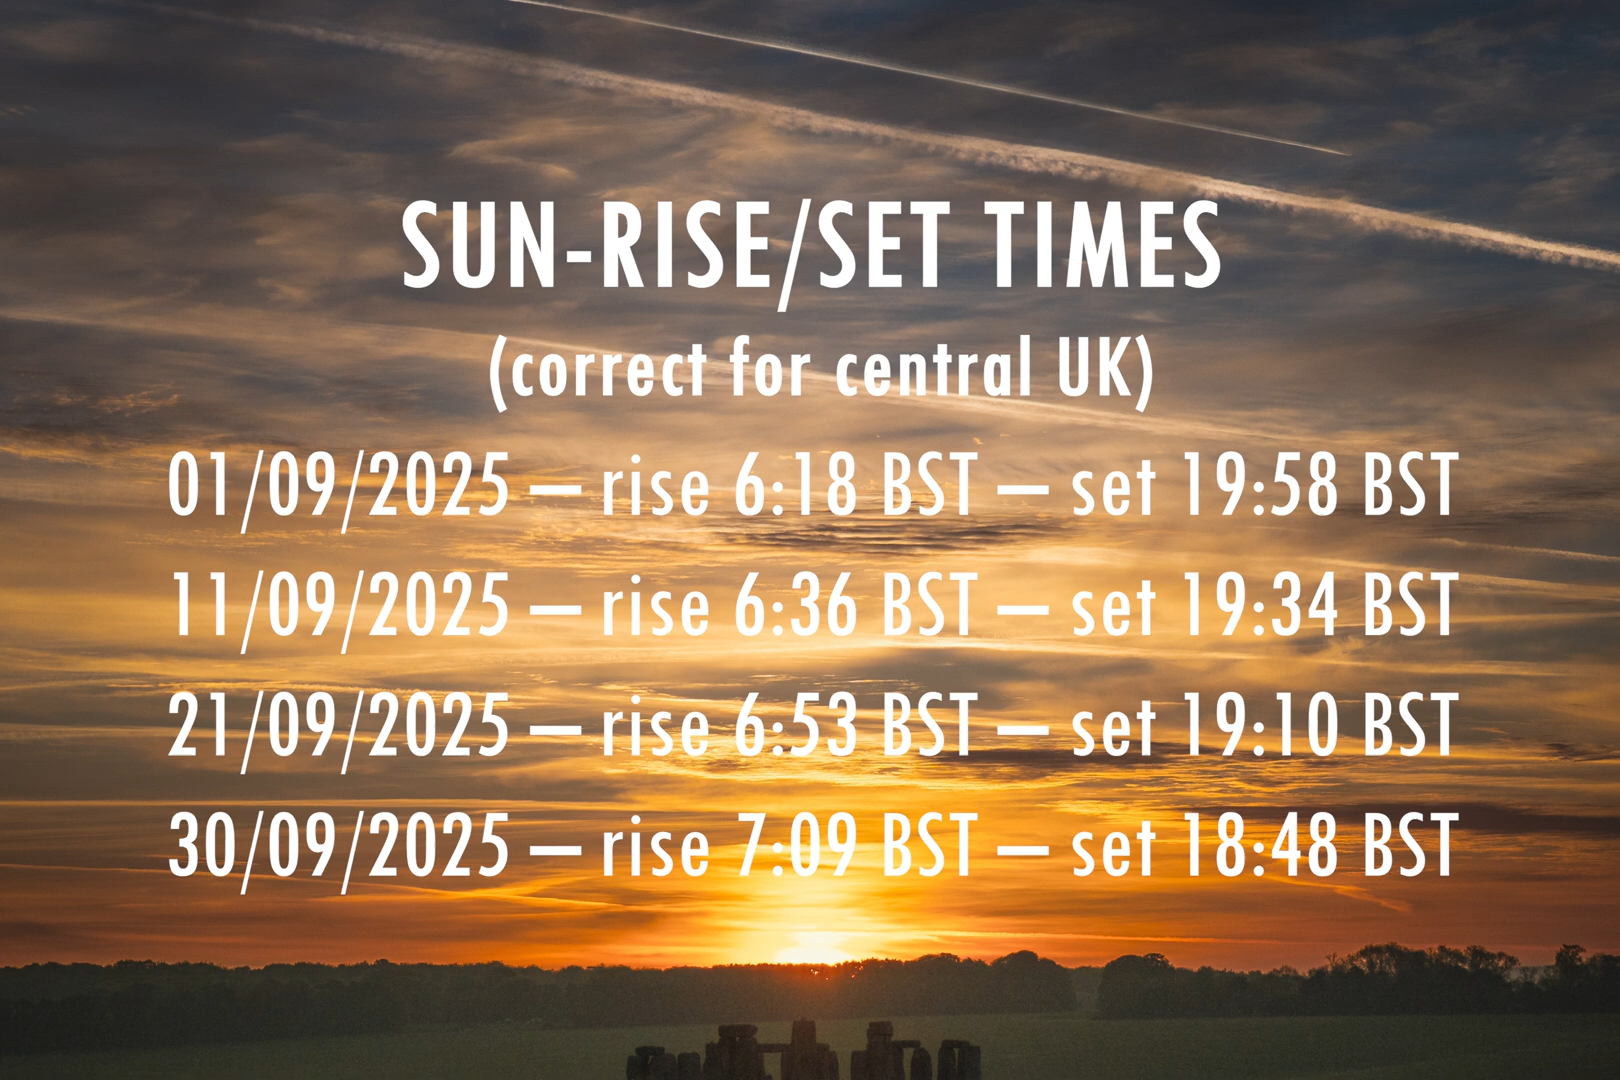 SUN-RISE/SET TIMES
(correct for central UK)
01/09/2025 – rise 6:18 BST – set 19:58 BST
11/09/2025 – rise 6:36 BST – set 19:34 BST
21/09/2025 – rise 6:53 BST – set 19:10 BST
30/09/2025 – rise 7:09 BST – set 18:48 BST